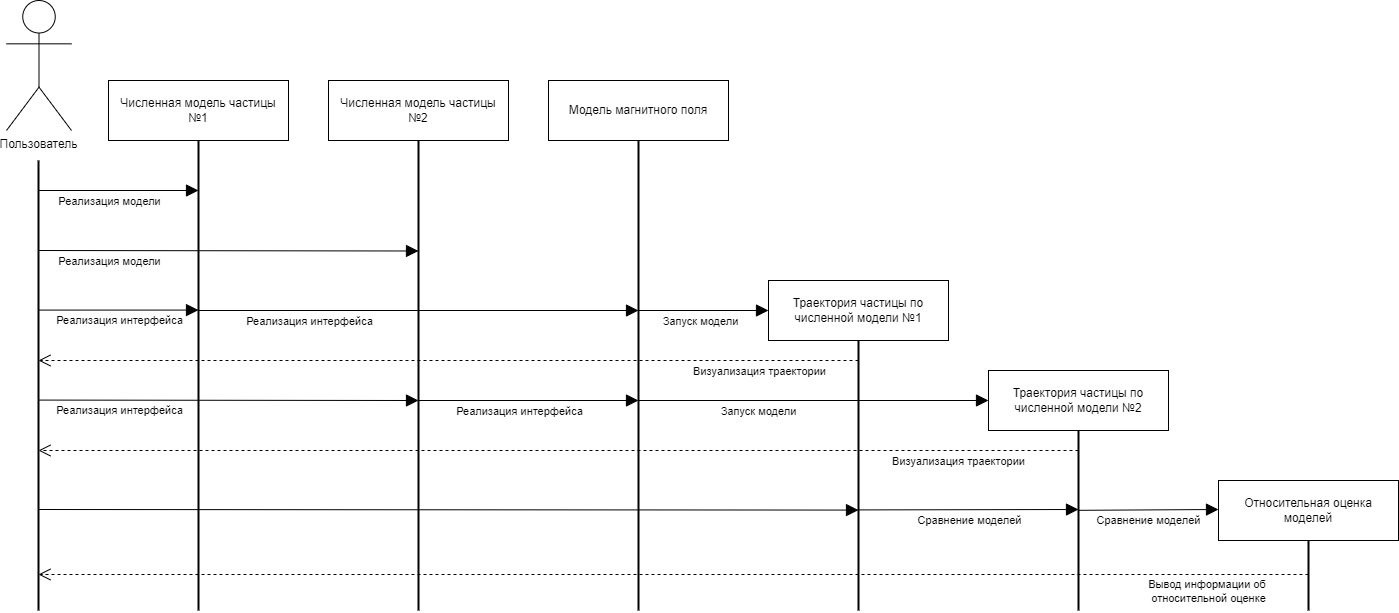 Пользователь
Численная модель частицы
№1
Численная модель частицы
№2
Модель магнитного поля
Реализация модели
Реализация модели
Реализация интерфейса
Реализация интерфейса
Запуск модели
Траектория частицы по
численной модели №1
Визуализация траектории
Реализация интерфейса
Реализация интерфейса
Запуск модели
Траектория частицы по
численной модели №2
Визуализация траектории
Сравнение моделей
Сравнение моделей
Относительная оценка
моделей
Вывод информации об
относительной оценке